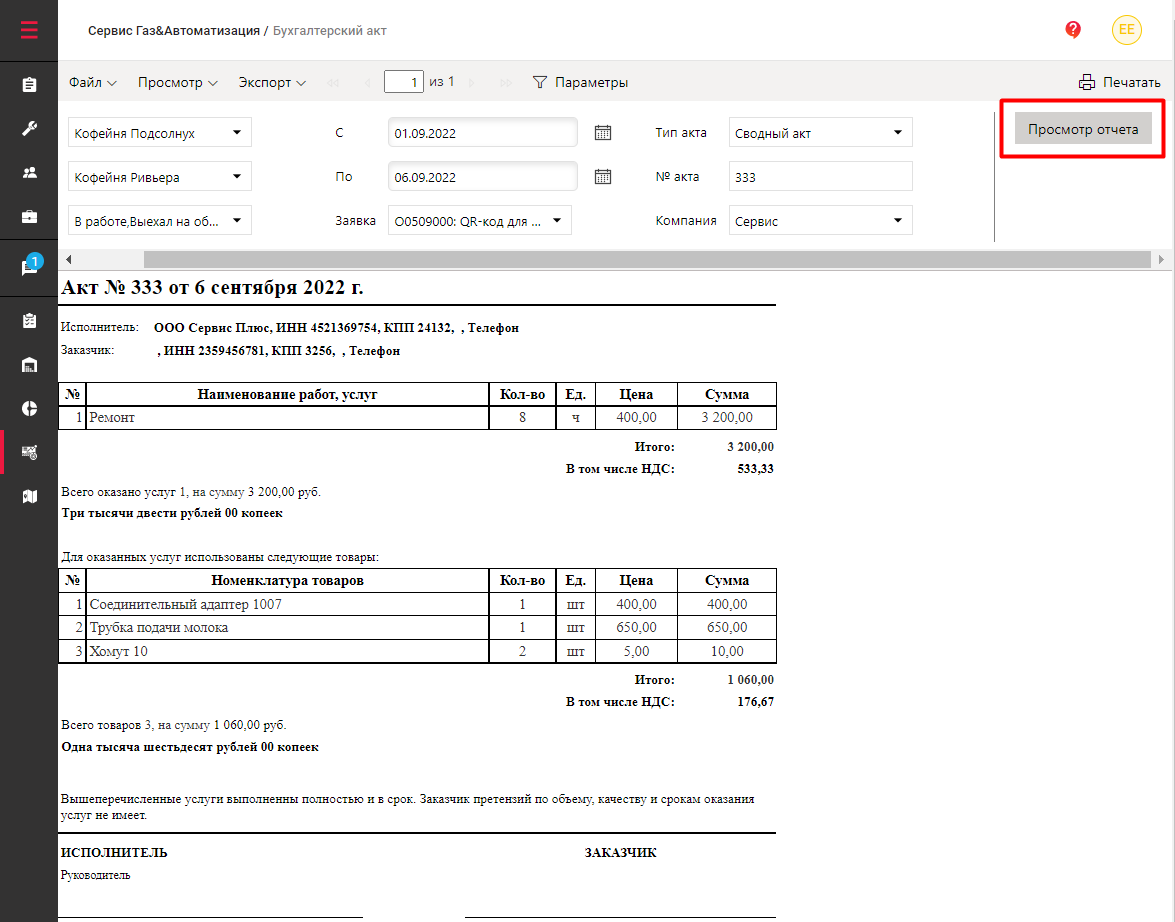 Сервис Газ&Автоматизация / Бухгалтерский акт
?
EE
Файл Просмотр Экспорт 1 из 1 Параметры Печатать
Кофейня Подсолнух С 01.09.2022 Тип акта Сводный акт Просмотр отчета
Кофейня Ривьера По 06.09.2022 № акта 333
В работе,Выехал на об... Заявка O0509000: QR-код для ... Компания Сервис
1
Акт № 333 от 6 сентября 2022 г.
Исполнитель: ООО Сервис Плюс, ИНН 4521369754, КПП 24132, , Телефон
Заказчик: , ИНН 2359456781, КПП 3256, , Телефон
№ Наименование работ, услуг Кол-во Ед. Цена Сумма
1 Ремонт 8 ч 400,00 3 200,00
Итого: 3 200,00
В том числе НДС: 533,33
Всего оказано услуг 1, на сумму 3 200,00 руб.
Три тысячи двести рублей 00 копеек
Для оказанных услуг использованы следующие товары:
№ Номенклатура товаров Кол-во Ед. Цена Сумма
1 Соединительный адаптер 1007 1 шт 400,00 400,00
2 Трубка подачи молока 1 шт 650,00 650,00
3 Хомут 10 2 шт 5,00 10,00
Итого: 1 060,00
В том числе НДС: 176,67
Всего товаров 3, на сумму 1 060,00 руб.
Одна тысяча шестьдесят рублей 00 копеек
Вышеперечисленные услуги выполненны полностью и в срок. Заказчик претензий по объему, качеству и срокам оказания
услуг не имеет.
ИСПОЛНИТЕЛЬ ЗАКАЗЧИК
Руководитель